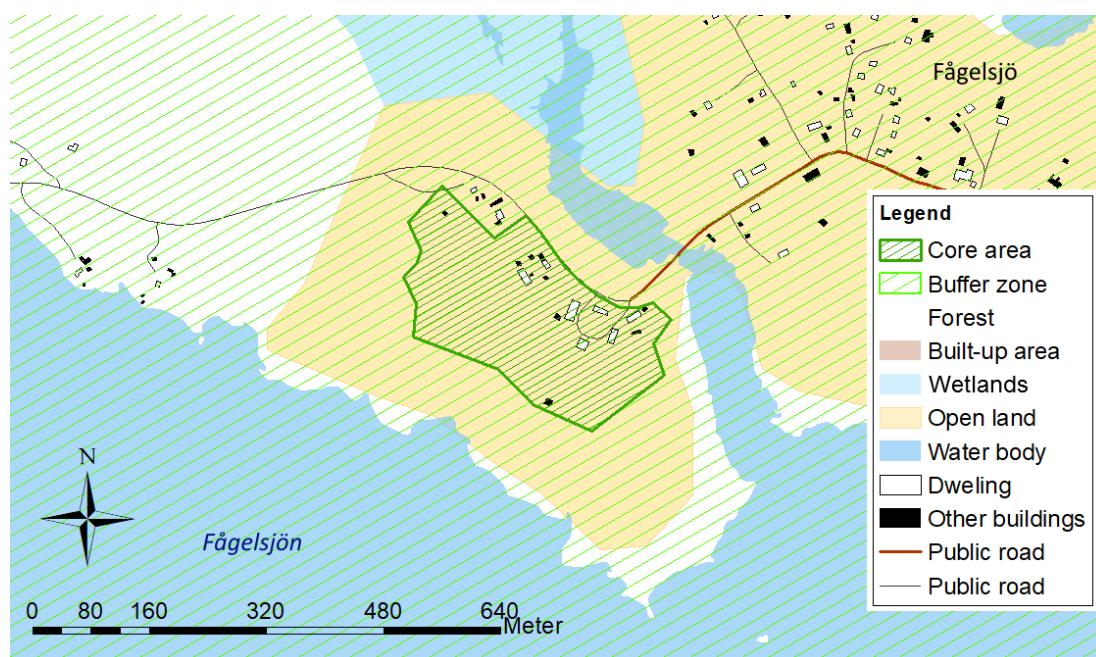 Fågelsjö
Legend
Core area
Buffer zone
Forest
Built-up area
Wetlands
Open land
Water body
Dweling
Other buildings
Public road
Public road
N
Fågelsjön
0 80 160 320 480 640
Meter